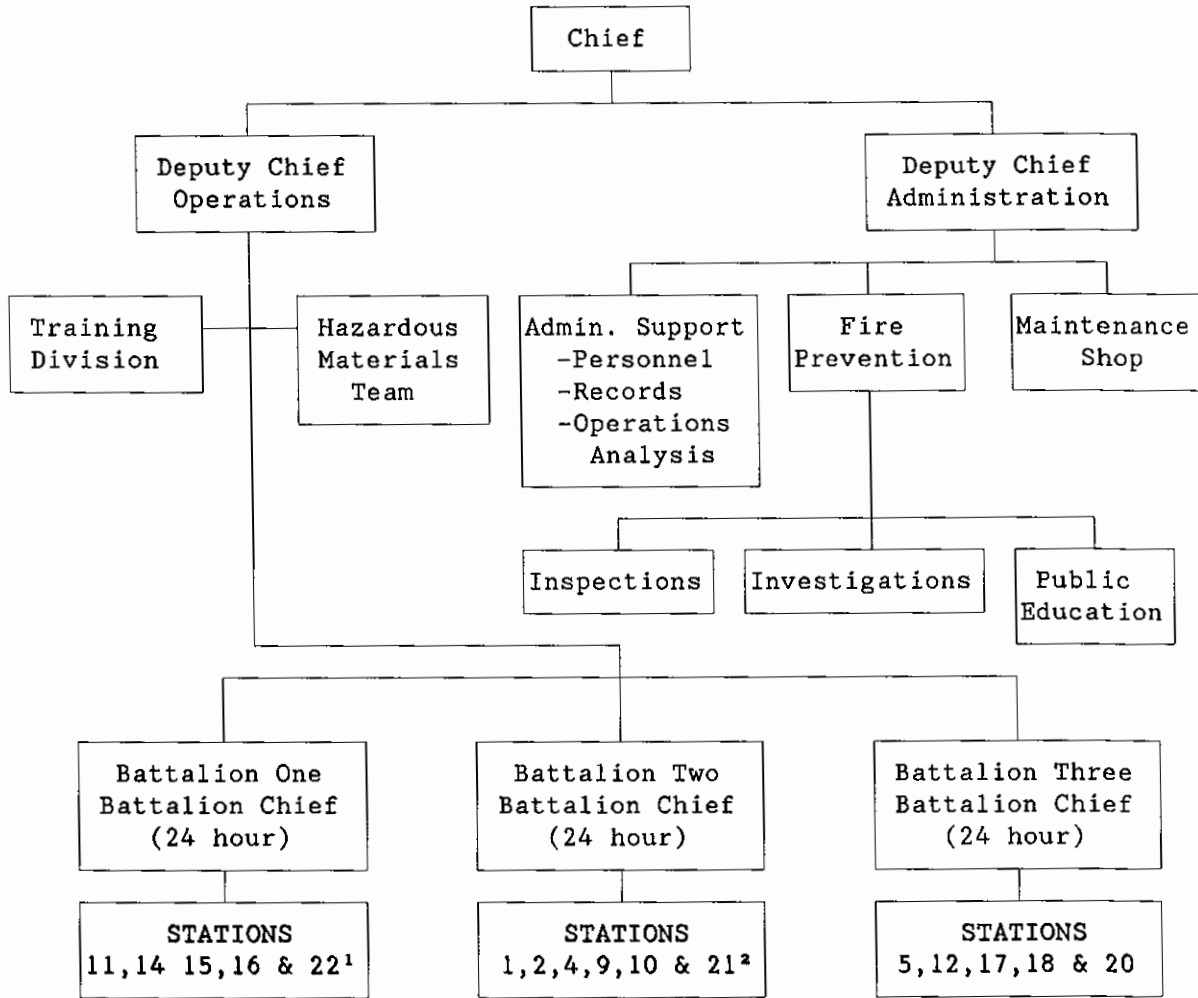 Chief
Deputy Chief
Operations
Deputy Chief
Administration
Training
Division
Hazardous
Materials
Team
Admin. Support
-Personnel
-Records
-Operations
Analysis
Fire
Prevention
Maintenance
Shop
Inspections
Investigations
Public
Education
Battalion One
Battalion Chief
(24 hour)
Battalion Two
Battalion Chief
(24 hour)
Battalion Three
Battalion Chief
(24 hour)
STATIONS
11,14 15,16 & 22¹
STATIONS
1,2,4,9,10 & 21²
STATIONS
5,12,17,18 & 20